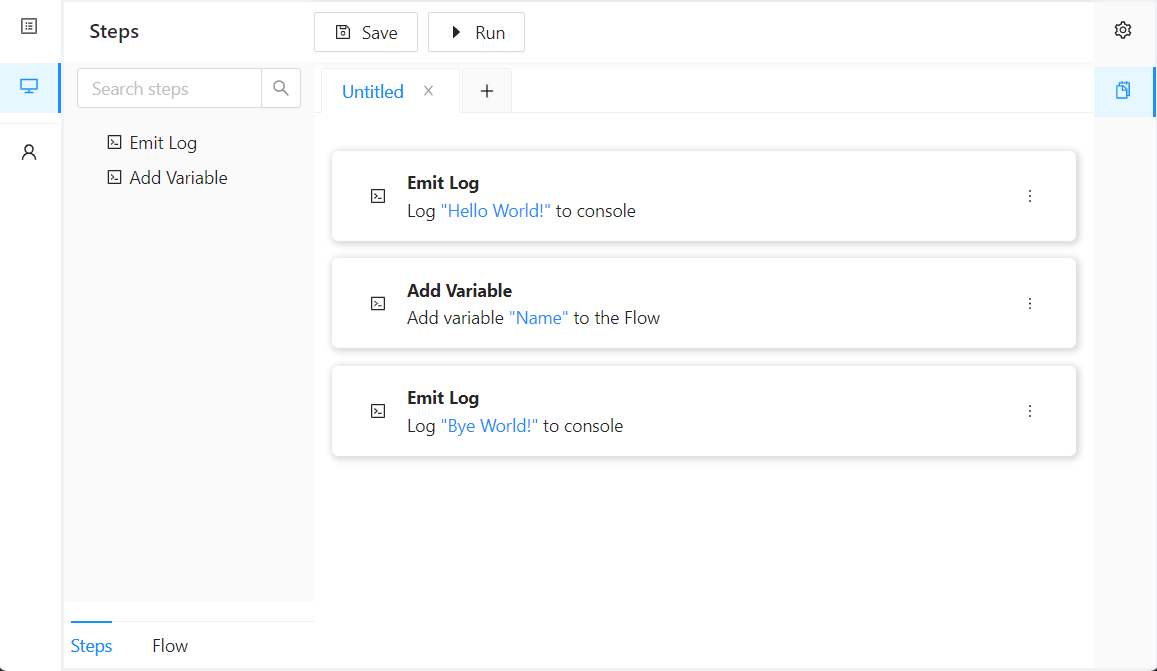 Steps
Save
Run
Search steps
Untitled
Emit Log
Add Variable
Emit Log
Log "Hello World!" to console
Add Variable
Add variable "Name" to the Flow
Emit Log
Log "Bye World!" to console
Steps
Flow